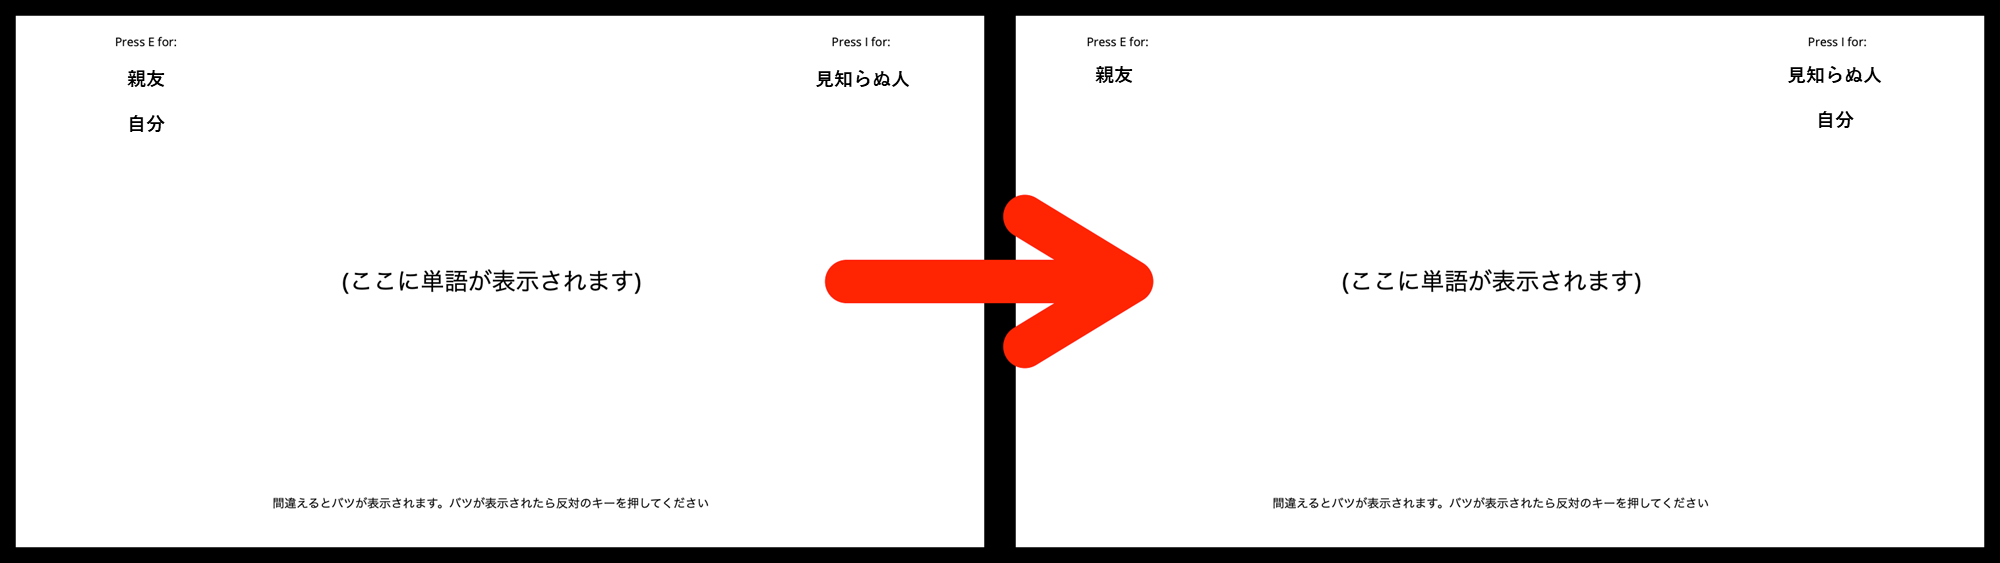 Press E for:
親友
自分
Press I for:
見知らぬ人
(ここに単語が表示されます)
間違えるとバツが表示されます。バツが表示されたら反対のキーを押してください
Press E for:
親友
Press I for:
見知らぬ人
自分
(ここに単語が表示されます)
間違えるとバツが表示されます。バツが表示されたら反対のキーを押してください